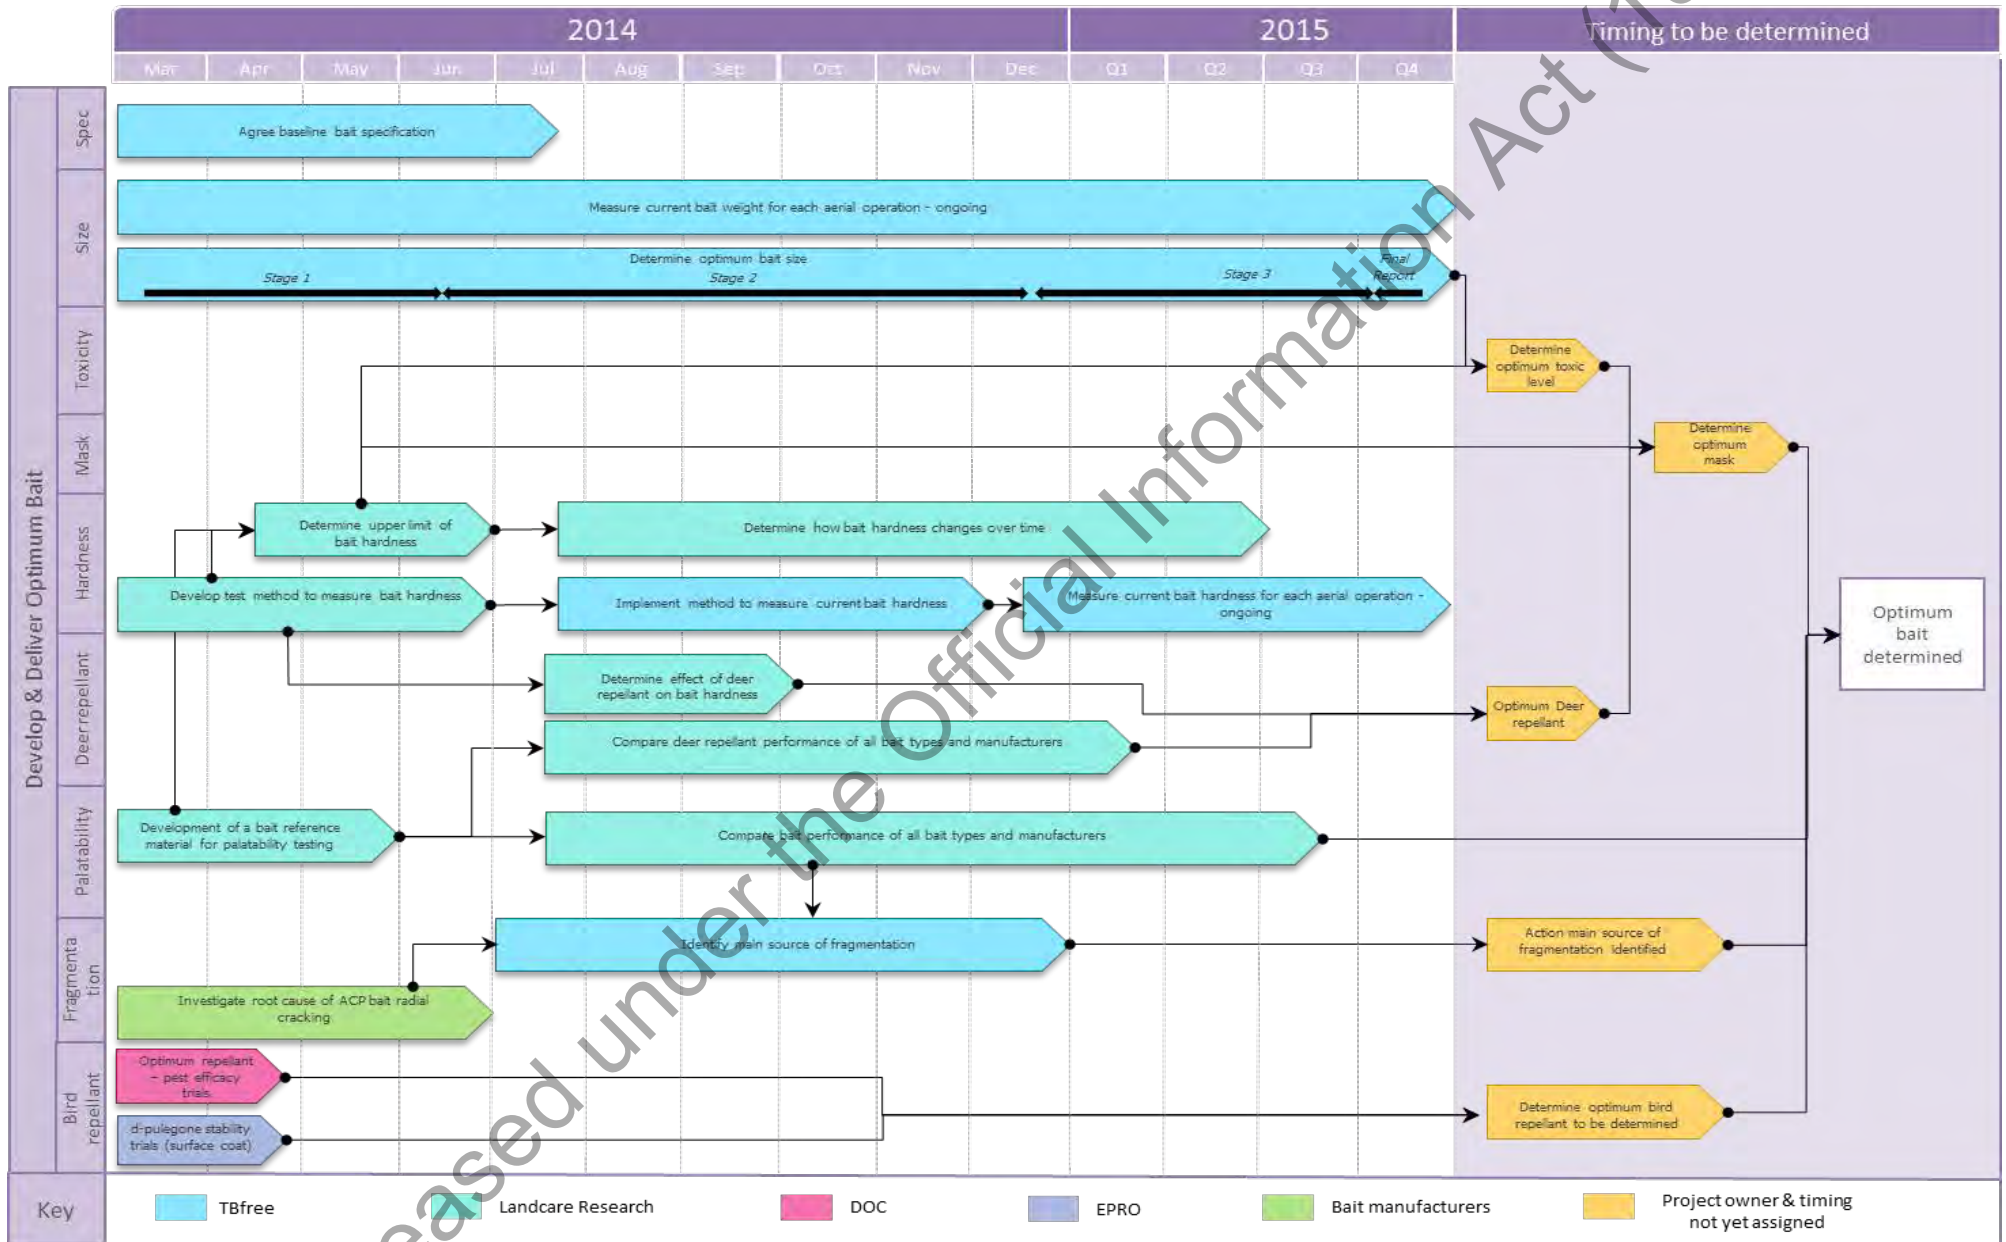 2014
2015
Timing to be determined
Mar
Apr
May
Jun
Jul
Aug
Sep
Oct
Nov
Dec
Q1
Q2
Q3
Q4
Develop & Deliver Optimum Bait
Spec
Agree baseline bait specification
Size
Measure current bait weight for each aerial operation - ongoing
Determine optimum bait size
Stage 1
Stage 2
Stage 3
Final
Report
Toxicity
Determine
optimum toxic
level
Mask
Determine
optimum
mask
Hardness
Determine upper limit of
bait hardness
Determine how bait hardness changes over time
Develop test method to measure bait hardness
Implement method to measure current bait hardness
Measure current bait hardness for each aerial operation -
ongoing
Optimum
bait
determined
Deer repellant
Determine effect of deer
repellant on bait hardness
Optimum Deer
repellant
Compare deer repellant performance of all bait types and manufacturers
Palatability
Development of a bait reference
material for palatability testing
Compare bait performance of all bait types and manufacturers
Fragmenta
tion
Identify main source of fragmentation
Action main source of
fragmentation identified
Investigate root cause of ACP bait radial
cracking
Bird
repellant
Optimum repellant
- pest efficacy
trials
d-pulegone stability
trials (surface coat)
Determine optimum bird
repellant to be determined
Key
TBfree
Landcare Research
DOC
EPRO
Bait manufacturers
Project owner & timing
not yet assigned
eased under the Official Information Act (